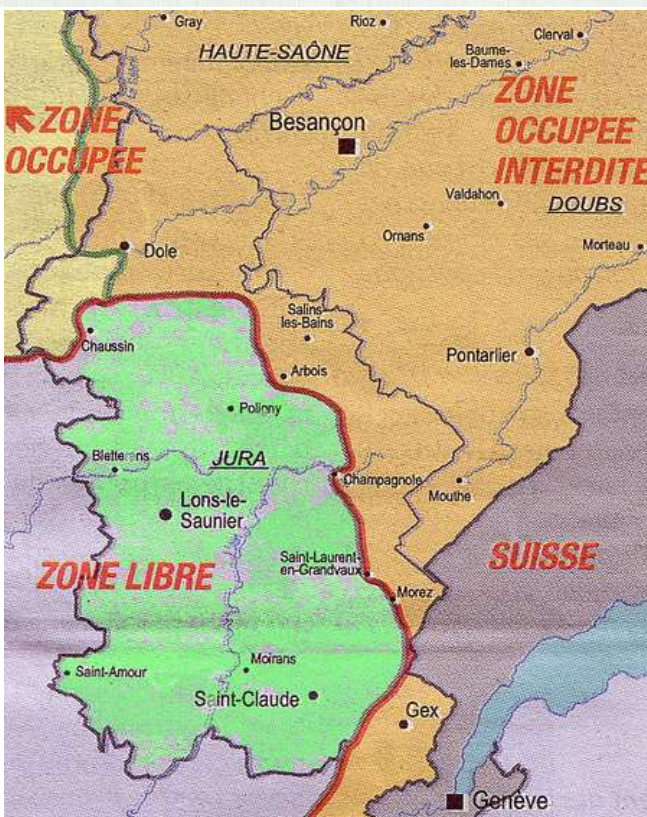 Gray
Rioz
Clerval
HAUTE-SAÔNE
Baume-
les-Dames
ZONE
OCCUPEE
ZONE
OCCUPEE
INTERDITE
Besançon
Valdahon
DOUBS
Ornans
Morteau
Dole
Salins
les-Bains
Chaussin
Pontarlier
Arbois
Poligny
Bletterans
JURA
Champagnole
Mouthe
Lons-le-
Saunier
Saint-Laurent-
en-Grandvaux
SUISSE
ZONE LIBRE
Morez
Saint-Amour
Moirans
Saint-Claude
Gex
Genève